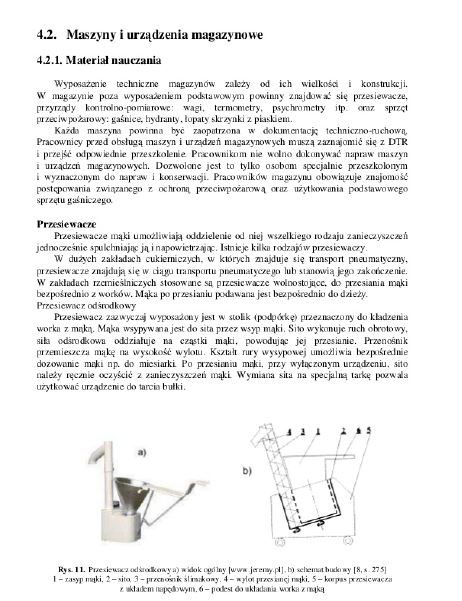 4.2. Maszyny i urządzenia magazynowe
4.2.1. Materiał nauczania
Wyposażenie techniczne magazynów zależy od ich wielkości i konstrukcji.
W magazynie poza wyposażeniem podstawowym powinny znajdować się przesiewacze,
przyrządy kontrolno-pomiarowe: wagi, termometry, psychrometry itp. oraz sprzęt
przeciwpożarowy: gaśnice, hydranty, łopaty skrzynki z piaskiem.
Każda maszyna powinna być zaopatrzona w dokumentację techniczno-ruchową.
Pracownicy przed obsługą maszyn i urządzeń magazynowych muszą zaznajomić się z DTR
i przejść odpowiednie przeszkolenie. Pracownikom nie wolno dokonywać napraw maszyn
i urządzeń magazynowych. Dozwolone jest to tylko osobom specjalnie przeszkolonym
i wyznaczonym do napraw i konserwacji. Pracowników magazynu obowiązuje znajomość
postępowania związanego z ochroną przeciwpożarową oraz użytkowania podstawowego
sprzętu gaśniczego.
Przesiewacze
Przesiewacze mąki umożliwiają oddzielenie od niej wszelkiego rodzaju zanieczyszczeń
jednocześnie spulchniając ją i napowietrzając. Istnieje kilka rodzajów przesiewaczy.
W dużych zakładach cukierniczych, w których znajduje się transport pneumatyczny,
przesiewacze znajdują się w ciągu transportu pneumatycznego lub stanowią jego zakończenie.
W zakładach rzemieślniczych stosowane są przesiewacze wolnostojące, do przesiania mąki
bezpośrednio z worków. Mąka po przesianiu podawana jest bezpośrednio do dzieży.
Przesiewacz odśrodkowy
Przesiewacz zazwyczaj wyposażony jest w stolik (podpórkę) przeznaczony do kładzenia
worka z mąką. Mąka wsypywana jest do sita przez wsyp mąki. Sito wykonuje ruch obrotowy,
siła odśrodkowa oddziałuje na cząstki mąki, powodując jej przesianie. Przenośnik
przemieszcza mąkę na wysokość wylotu. Kształt rury wysypowej umożliwia bezpośrednie
dozowanie mąki np. do miesiarki. Po przesianiu mąki, przy wyłączonym urządzeniu, sito
należy ręcznie oczyścić z zanieczyszczeń mąki. Wymiana sita na specjalną tarkę pozwala
użytkować urządzenie do tarcia bułki.
a)
b)
4 3 1 2 6 5
Rys. 11. Przesiewacz odśrodkowy a) widok ogólny [www.jeremy.pl], b) schemat budowy [8, s. 275]
1 – zasyp mąki, 2 – sito, 3 – przenośnik ślimakowy, 4 – wylot przesianej mąki, 5 – korpus przesiewacza
z układem napędowym, 6 – podest do układania worka z mąką